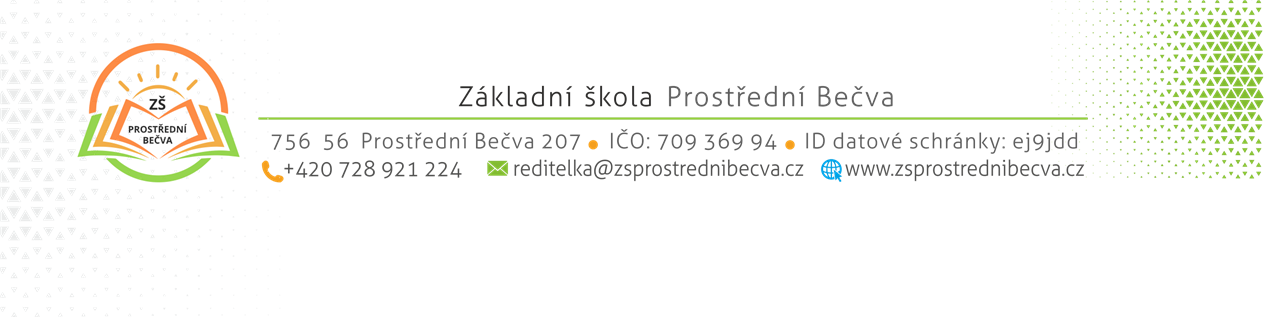 ZŠ
PROSTŘEDNÍ
BEČVA
Základní škola Prostřední Bečva
756 56 Prostřední Bečva 207 ● IČO: 709 369 94 ● ID datové schránky: ej9jdd
+420 728 921 224 reditelka@zsprostrednibecva.cz www.zsprostrednibecva.cz